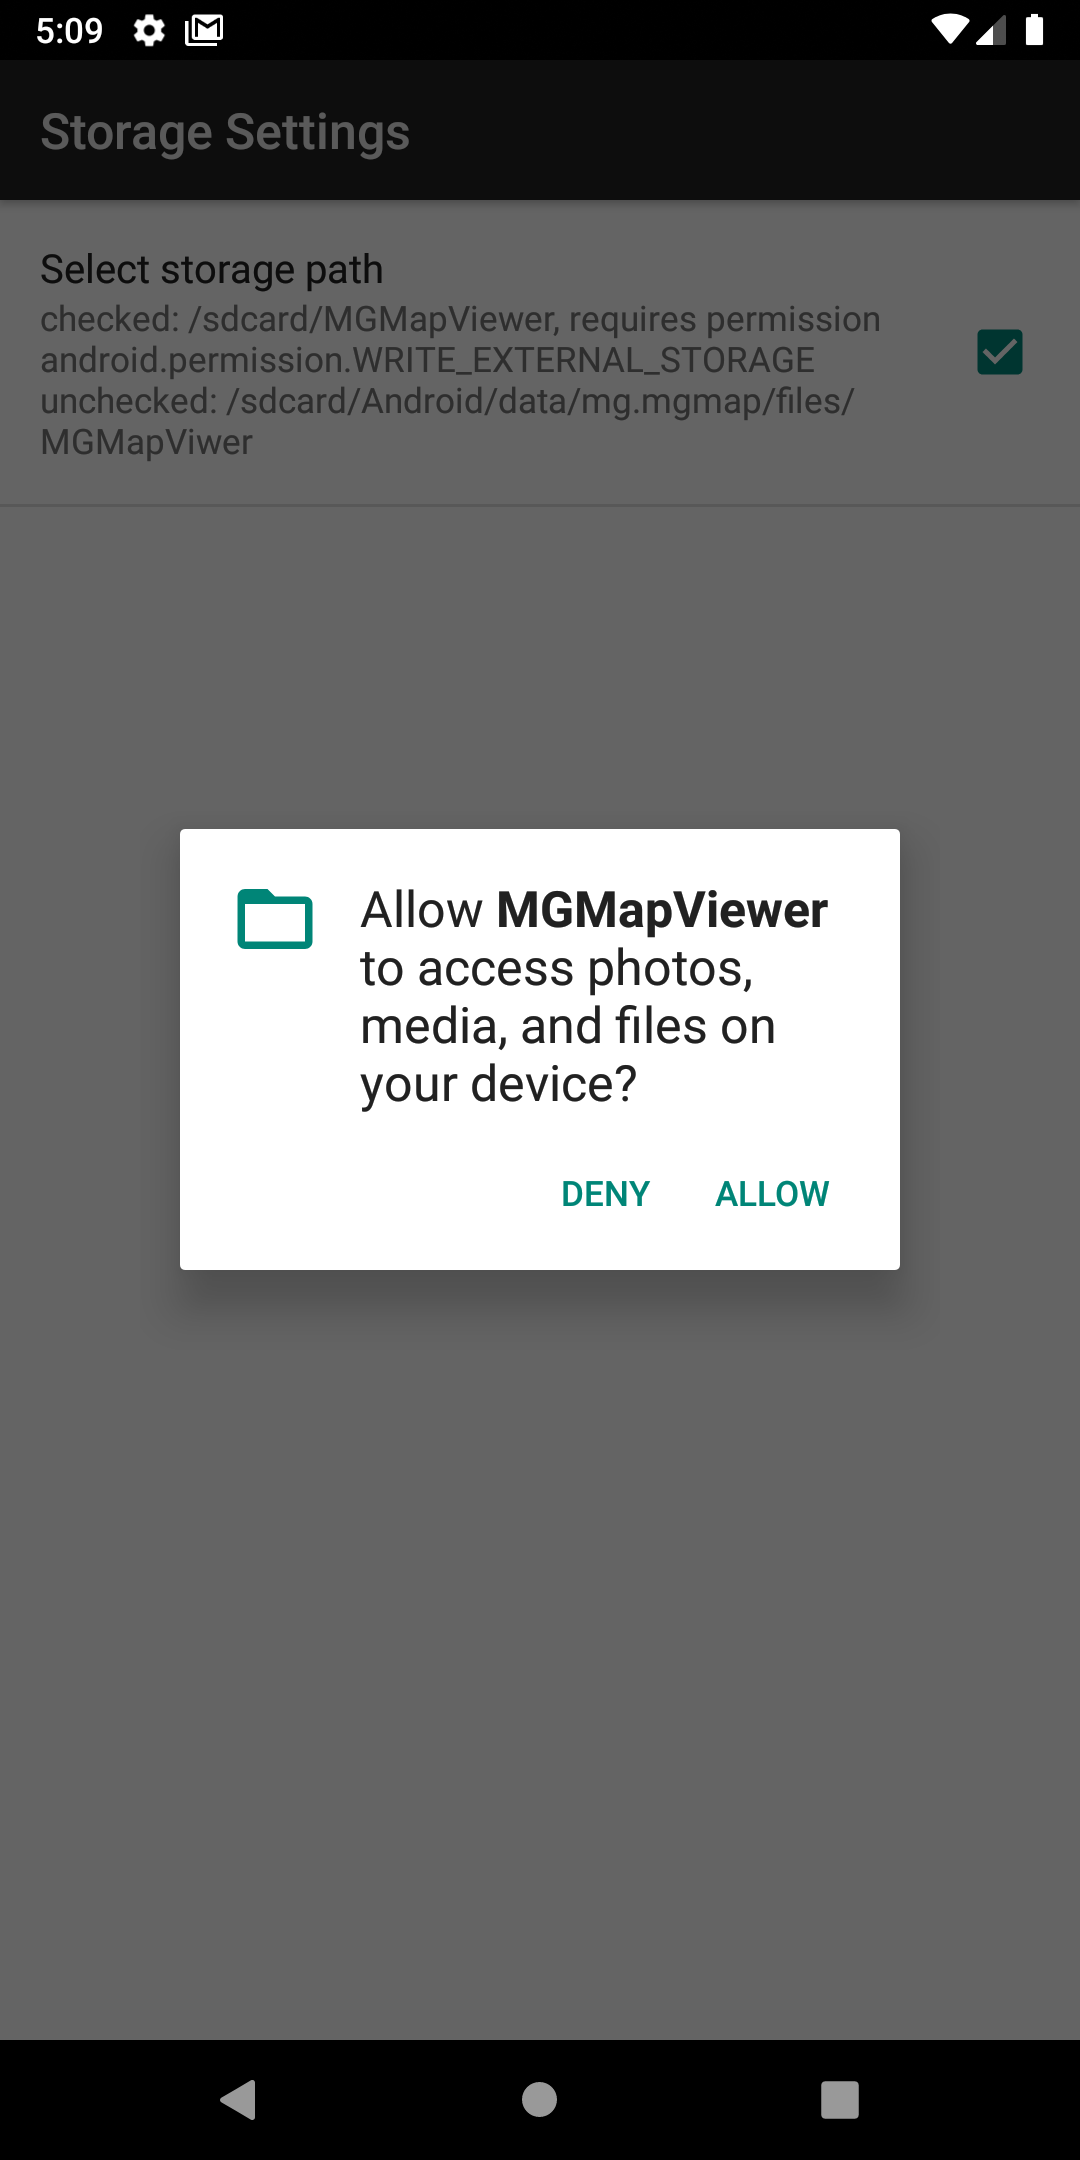 5:09
Storage Settings
Select storage path
checked: /sdcard/MGMapViewer, requires permission
android.permission.WRITE_EXTERNAL_STORAGE
unchecked: /sdcard/Android/data/mg.mgmap/files/
MGMapViwer
Allow MGMapViewer
to access photos,
media, and files on
your device?
DENY ALLOW